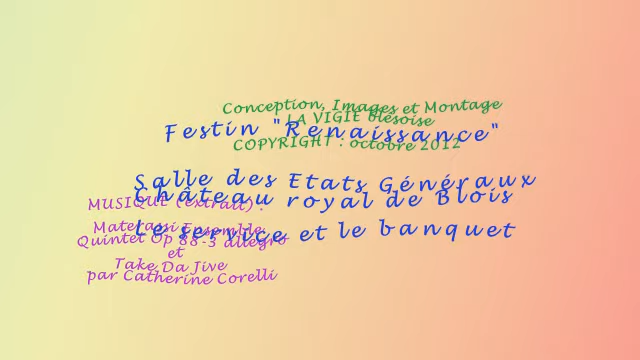 Conception, Images et Montage
"LA VIGIE blésoise
Festin "Renaissance"
COPYRIGHT : octobre 2012
Salle des Etats Généraux
Château royal de Blois
MUSIQUE (extrait) :
Le service et le banquet
Ensemble
Quintet Op 88-3 allegro
et
Take Da Jive
par Catherine Corelli